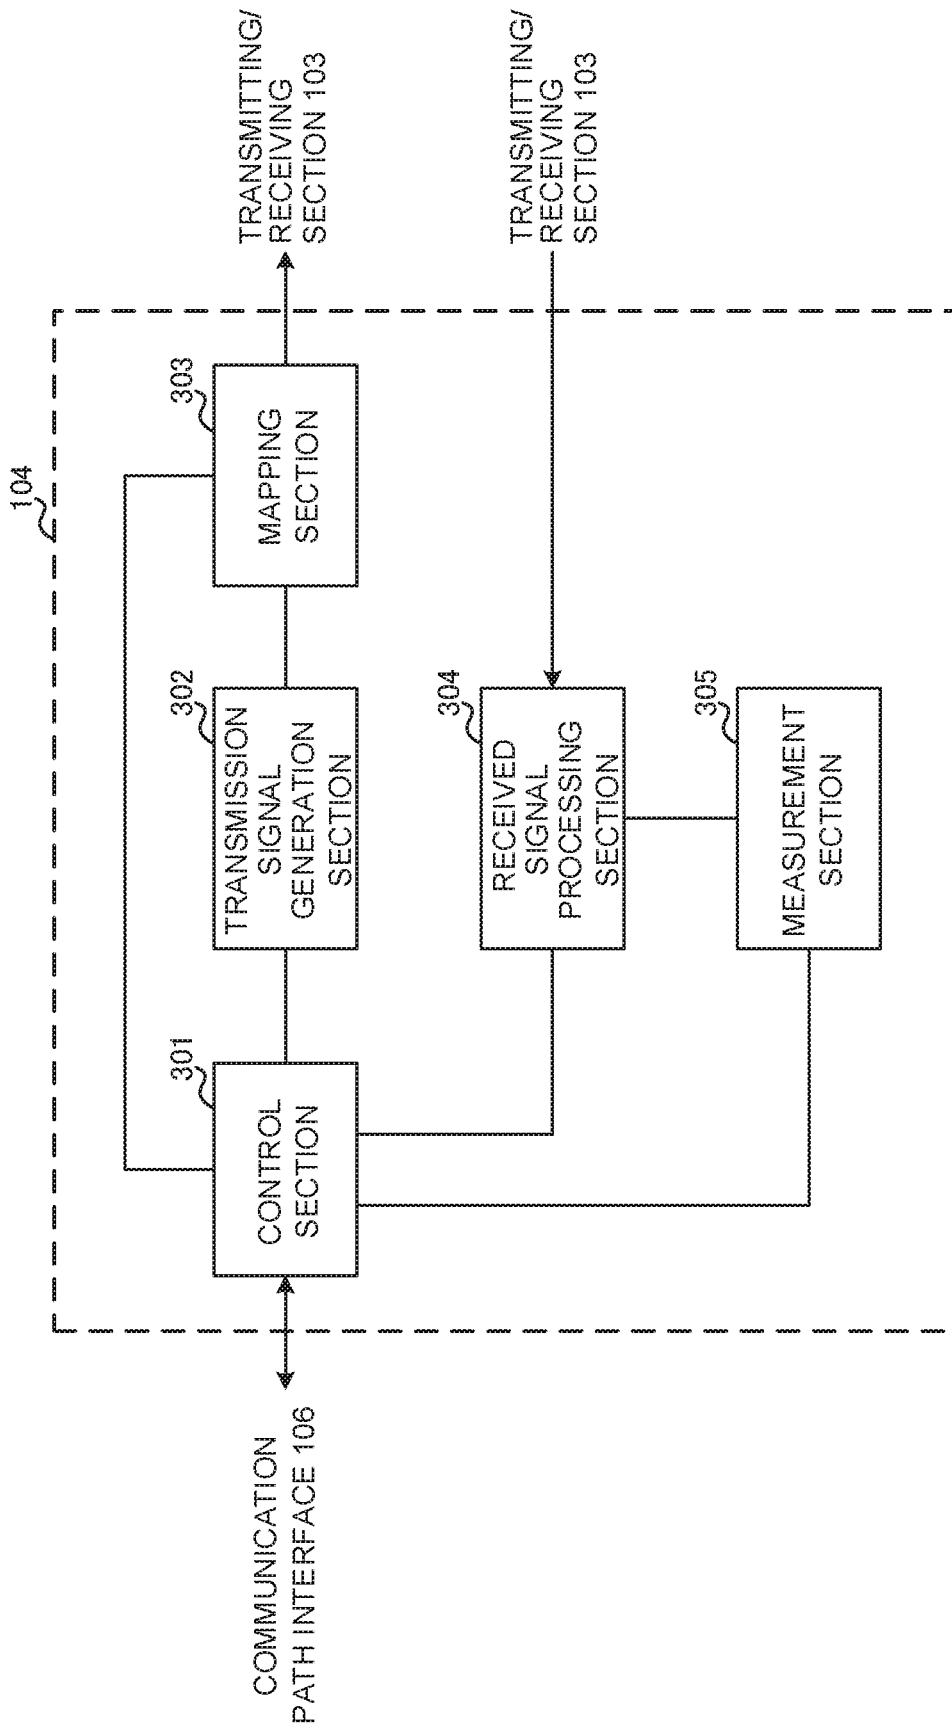 104
COMMUNICATION
PATH INTERFACE 106
301
CONTROL
SECTION
302
TRANSMISSION
SIGNAL
GENERATION
SECTION
303
MAPPING
SECTION
TRANSMITTING/
RECEIVING
SECTION 103
304
RECEIVED
SIGNAL
PROCESSING
SECTION
TRANSMITTING/
RECEIVING
SECTION 103
305
MEASUREMENT
SECTION